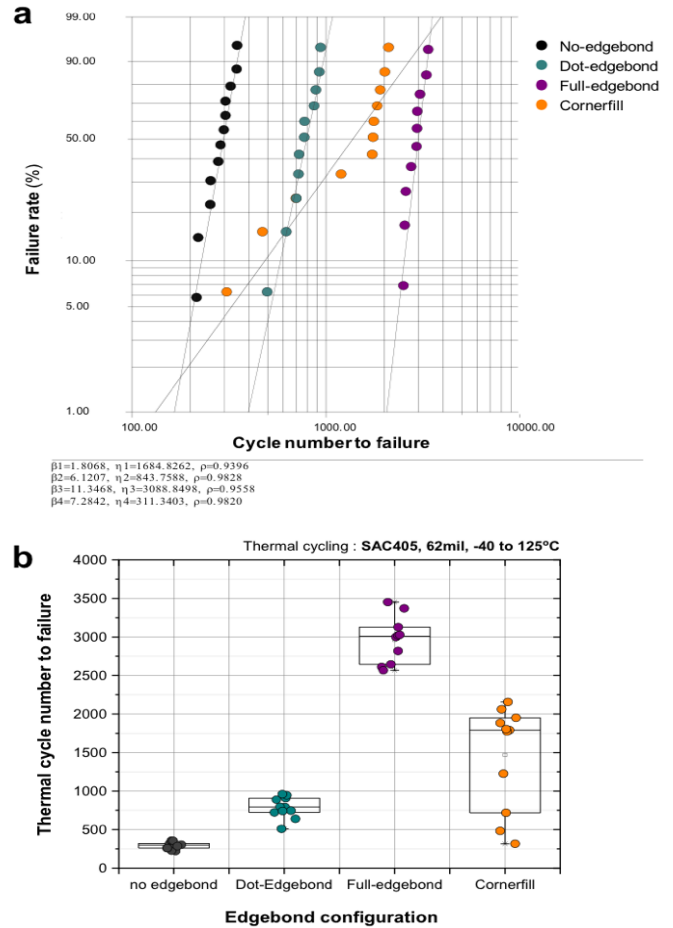 a
No-edgebond
Dot-edgebond
Full-edgebond
Cornerfill
Failure rate (%)
99.00
90.00
50.00
10.00
5.00
1.00
100.00 1000.00 10000.00
Cycle number to failure
β1=1.8068, η1=1684.8262, ρ=0.9396
β2=6.1207, η2=843.7588, ρ=0.9828
β3=11.3468, η3=3088.8498, ρ=0.9558
β4=7.2842, η4=311.3403, ρ=0.9820
b
Thermal cycling : SAC405, 62mil, -40 to 125ºC
Thermal cycle number to failure
4000
3500
3000
2500
2000
1500
1000
500
0
no edgebond Dot-Edgebond Full-edgebond Cornerfill
Edgebond configuration